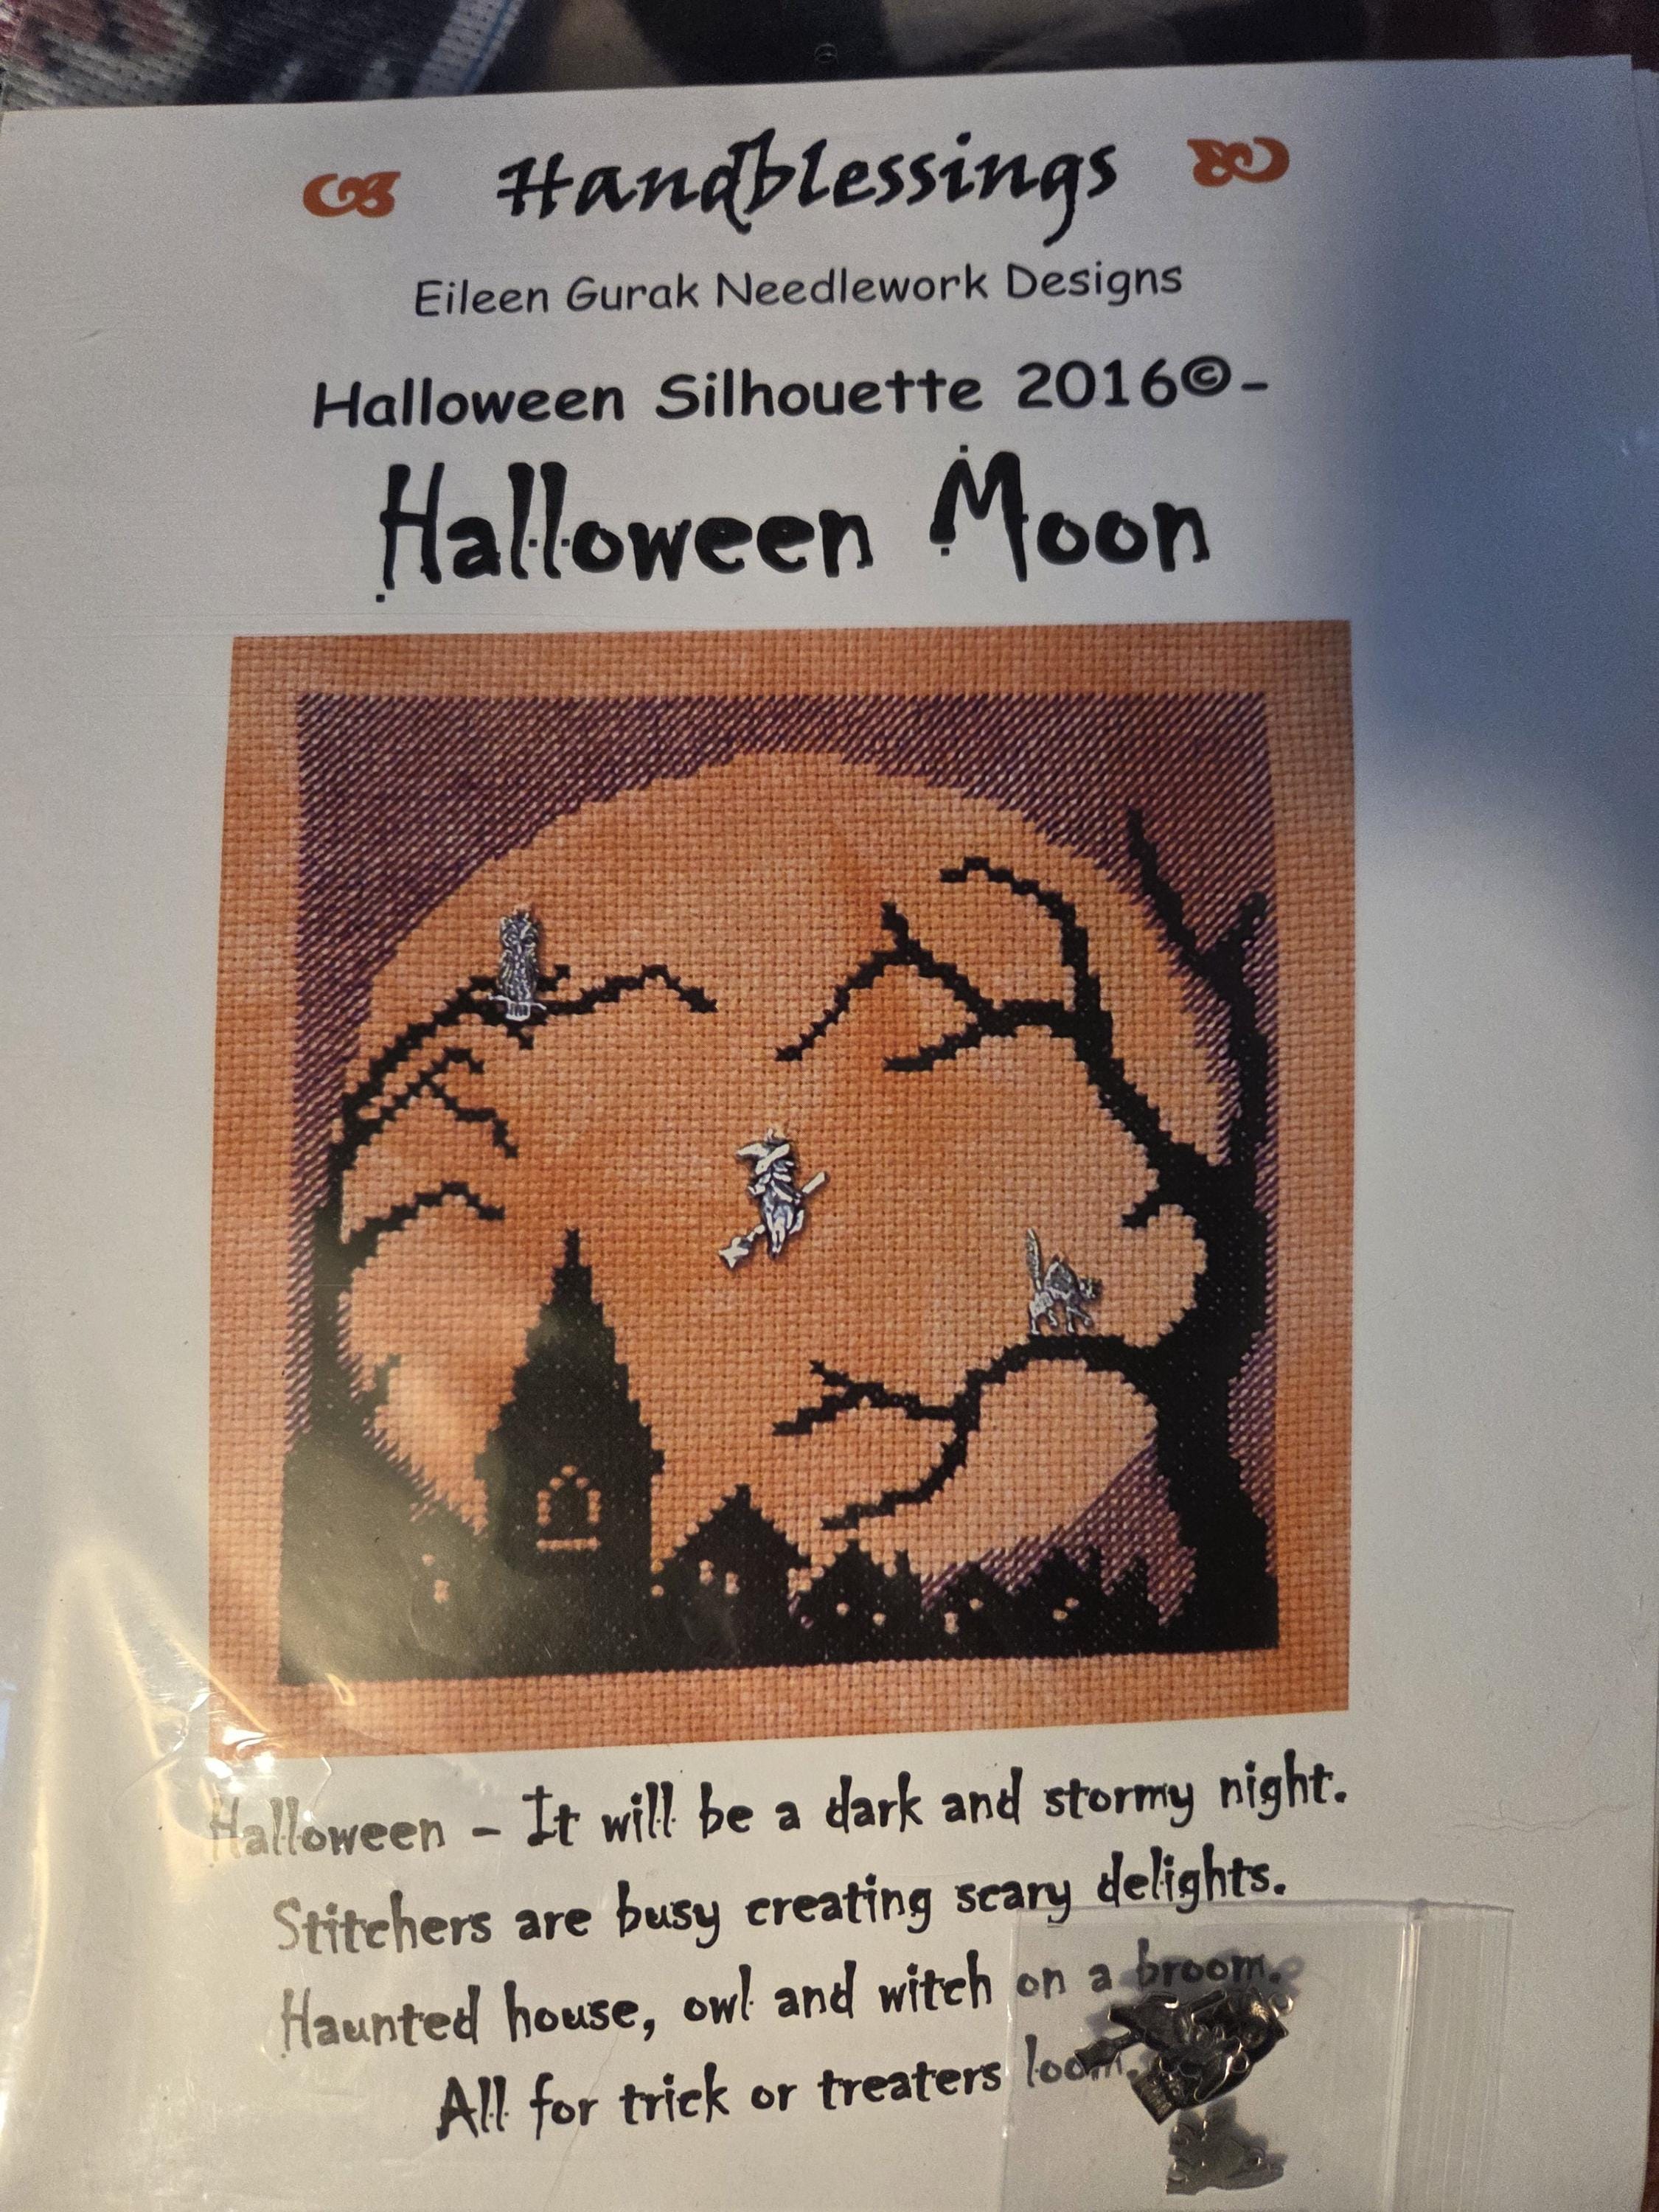 Handblessings
Eileen Gurak Needlework Designs
Halloween Silhouette 2016©-
Halloween Moon
Halloween - It will be a dark and stormy night.
Stitchers are busy creating scary delights.
Haunted house, owl and witch on a broom.
All for trick or treaters loom.